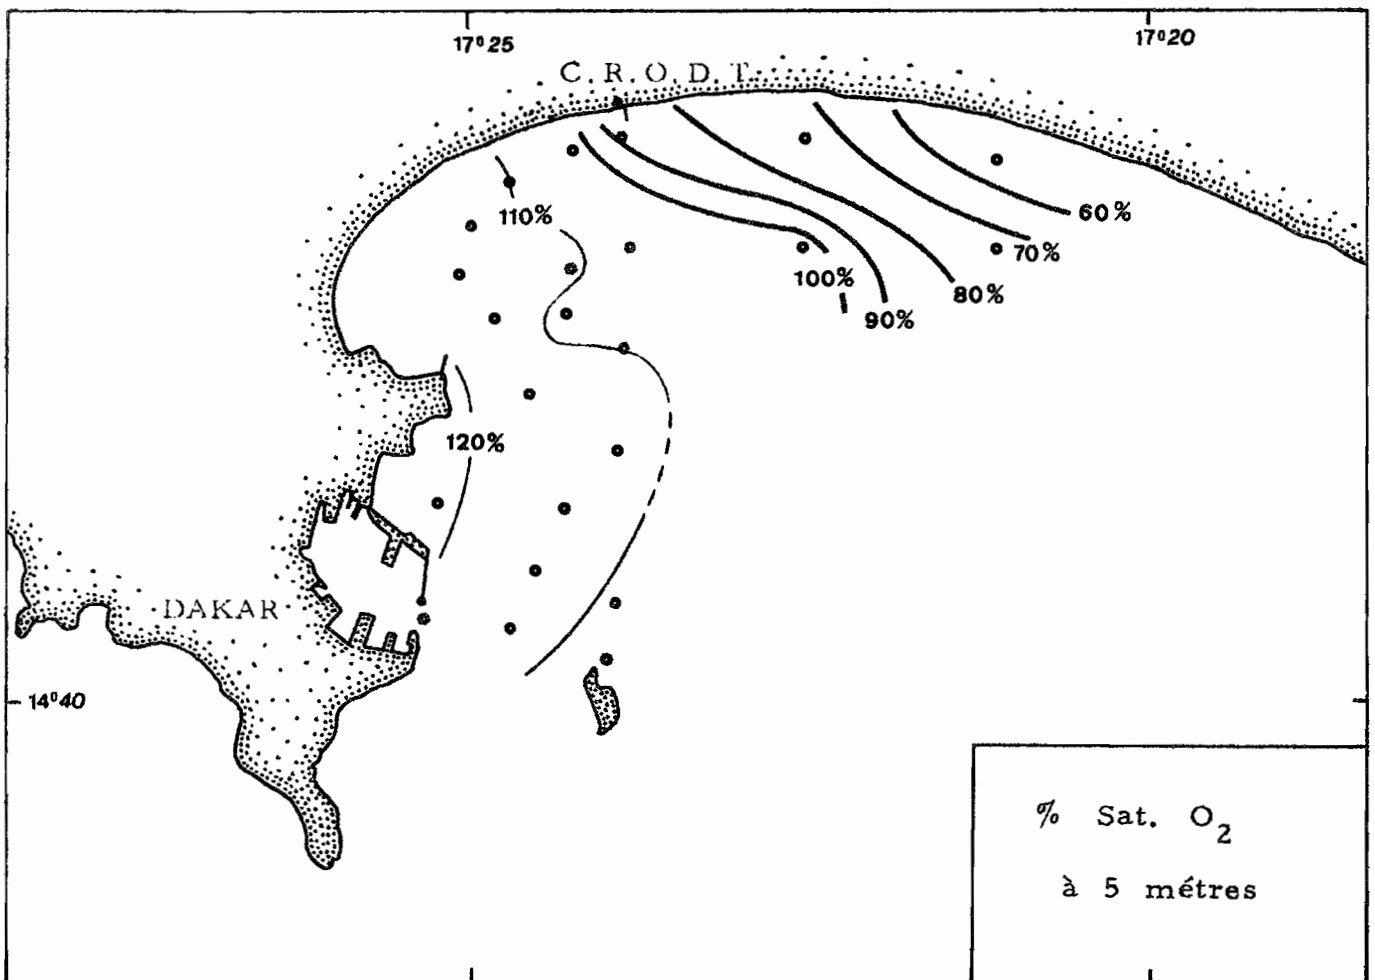 17°25
17°20
C.R.O.D.T.
110%
60%
70%
100%
80%
90%
120%
DAKAR
14°40
% Sat. O₂
à 5 métres